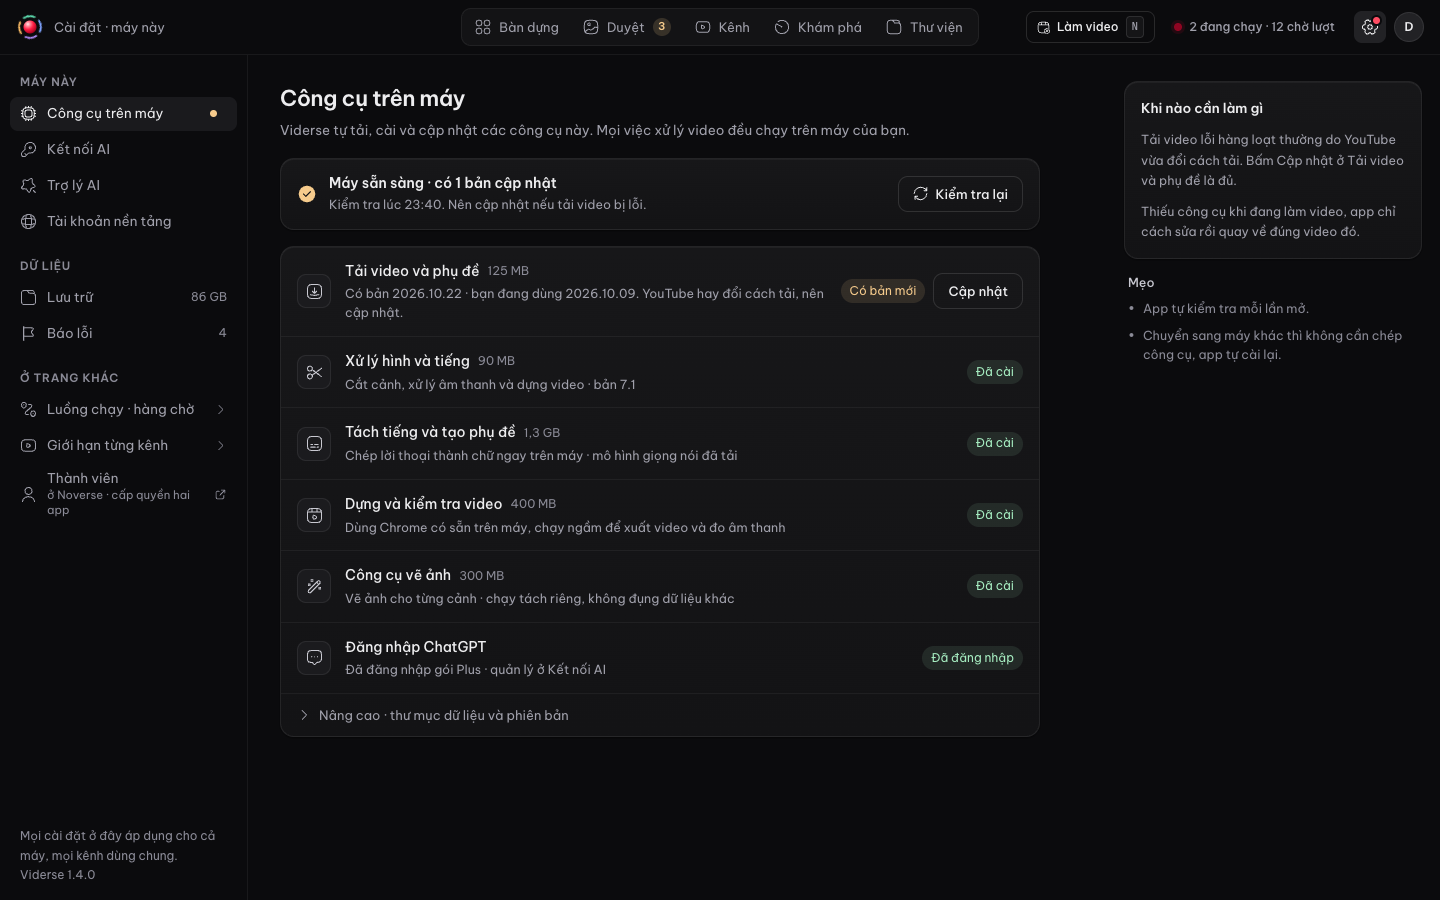 Cài đặt · máy này
Bàn dựng
Duyệt 3
Kênh
Khám phá
Thư viện
Làm video N
2 đang chạy · 12 chờ lượt
D
MÁY NÀY
Công cụ trên máy
Kết nối AI
Trợ lý AI
Tài khoản nền tảng
DỮ LIỆU
Lưu trữ 86 GB
Báo lỗi 4
Ở TRANG KHÁC
Luồng chạy · hàng chờ
Giới hạn từng kênh
Thành viên
ở Noverse · cấp quyền hai
app
Mọi cài đặt ở đây áp dụng cho cả
máy, mọi kênh dùng chung.
Viderse 1.4.0
Công cụ trên máy
Viderse tự tải, cài và cập nhật các công cụ này. Mọi việc xử lý video đều chạy trên máy của bạn.
Máy sẵn sàng · có 1 bản cập nhật
Kiểm tra lúc 23:40. Nên cập nhật nếu tải video bị lỗi.
Kiểm tra lại
Tải video và phụ đề 125 MB
Có bản 2026.10.22 · bạn đang dùng 2026.10.09. YouTube hay đổi cách tải, nên
cập nhật.
Có bản mới
Cập nhật
Xử lý hình và tiếng 90 MB
Cắt cảnh, xử lý âm thanh và dựng video · bản 7.1
Đã cài
Tách tiếng và tạo phụ đề 1,3 GB
Chép lời thoại thành chữ ngay trên máy · mô hình giọng nói đã tải
Đã cài
Dựng và kiểm tra video 400 MB
Dùng Chrome có sẵn trên máy, chạy ngầm để xuất video và đo âm thanh
Đã cài
Công cụ vẽ ảnh 300 MB
Vẽ ảnh cho từng cảnh · chạy tách riêng, không đụng dữ liệu khác
Đã cài
Đăng nhập ChatGPT
Đã đăng nhập gói Plus · quản lý ở Kết nối AI
Đã đăng nhập
Nâng cao · thư mục dữ liệu và phiên bản
Khi nào cần làm gì
Tải video lỗi hàng loạt thường do YouTube
vừa đổi cách tải. Bấm Cập nhật ở Tải video
và phụ đề là đủ.
Thiếu công cụ khi đang làm video, app chỉ
cách sửa rồi quay về đúng video đó.
Mẹo
• App tự kiểm tra mỗi lần mở.
• Chuyển sang máy khác thì không cần chép
công cụ, app tự cài lại.